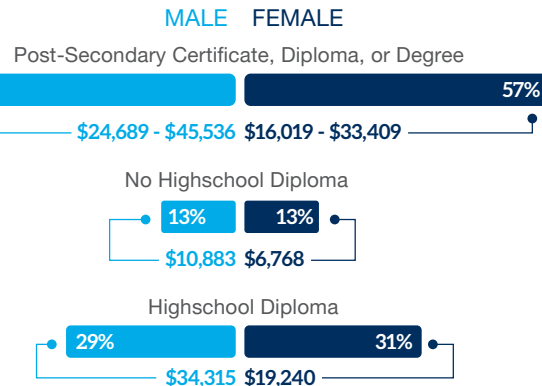 MALE FEMALE
Post-Secondary Certificate, Diploma, or Degree
57%
$24,689 - $45,536 $16,019 - $33,409
No Highschool Diploma
13% 13%
$10,883 $6,768
Highschool Diploma
29% 31%
$34,315 $19,240